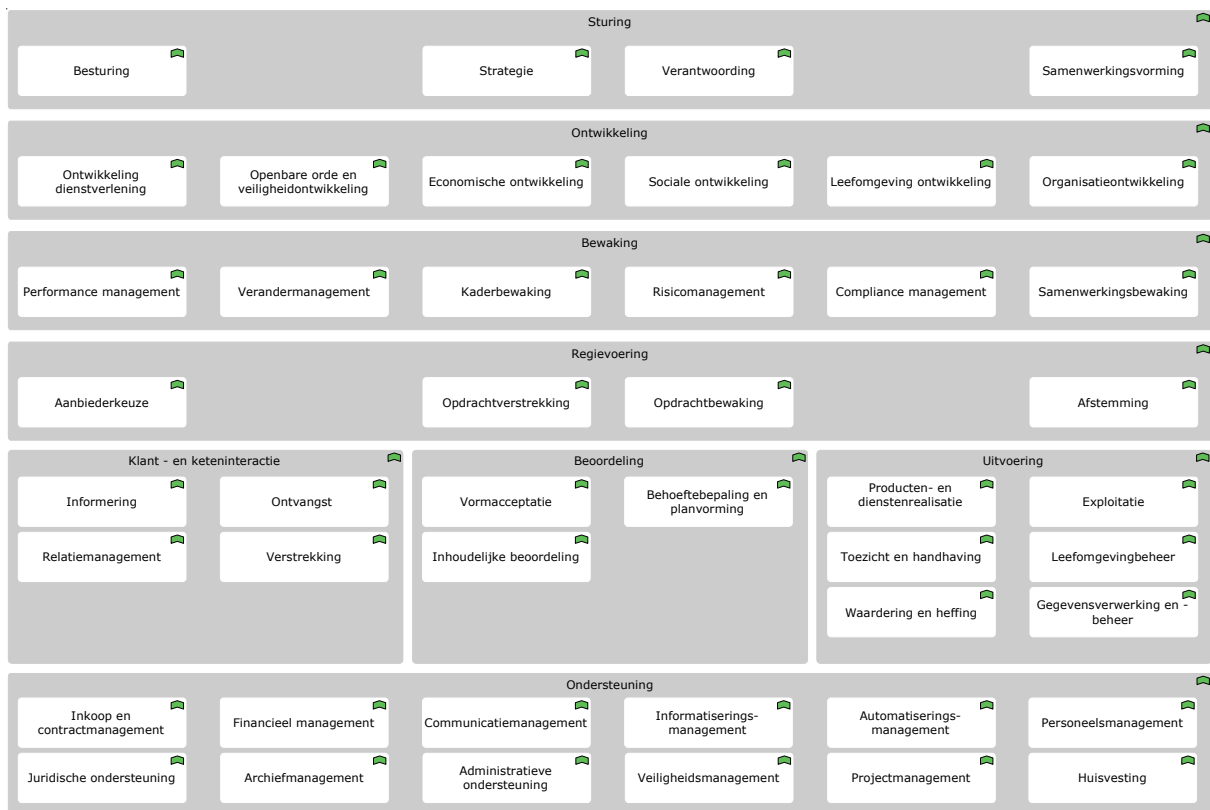 Sturing
Besturing
Strategie
Verantwoording
Samenwerkingsvorming
Ontwikkeling
Ontwikkeling
dienstverlening
Openbare orde en
veiligheidontwikkeling
Economische ontwikkeling
Sociale ontwikkeling
Leefomgeving ontwikkeling
Organisatieontwikkeling
Bewaking
Performance management
Verandermanagement
Kaderbewaking
Risicomanagement
Compliance management
Samenwerkingsbewaking
Regievoering
Aanbiederkeuze
Opdrachtverstrekking
Opdrachtbewaking
Afstemming
Klant - en keteninteractie
Informering
Ontvangst
Relatiemanagement
Verstrekking
Beoordeling
Vormacceptatie
Behoeftebepaling en
planvorming
Inhoudelijke beoordeling
Uitvoering
Producten- en
dienstenrealisatie
Exploitatie
Toezicht en handhaving
Leefomgevingbeheer
Waardering en heffing
Gegevensverwerking en -
beheer
Ondersteuning
Inkoop en
contractmanagement
Financieel management
Communicatiemanagement
Informatiserings-
management
Automatiserings-
management
Personeelsmanagement
Juridische ondersteuning
Archiefmanagement
Administratieve
ondersteuning
Veiligheidsmanagement
Projectmanagement
Huisvesting